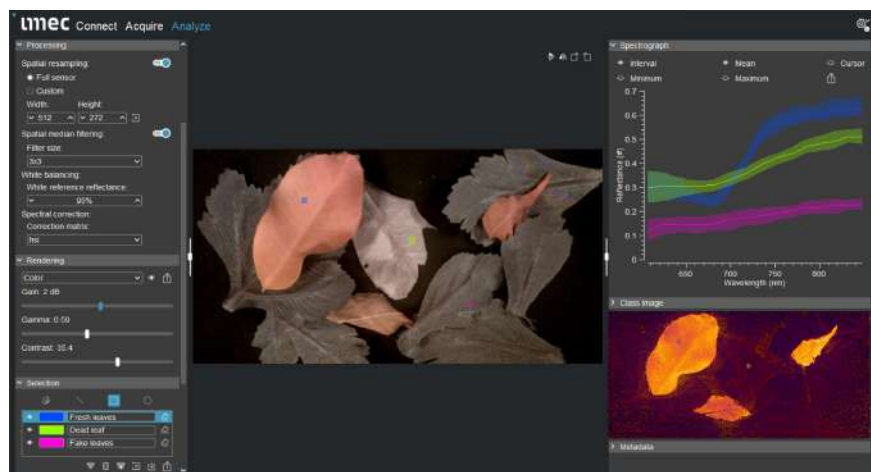 imec Connect Acquire Analyze
Processing
Spatial resampling:
Full sensor
Custom
Width: Height:
512 272
Spatial median filtering:
Filter size:
3x3
White balancing:
White reference reflectance:
95%
Spectral correction:
Correction matrix:
hsi
Rendering
Color
Gain: 2 dB
Gamma: 0.60
Contrast: 35.4
Selection
Fresh leaves
Dead leaf
Fake leaves
Spectrograph
Interval Mean Cursor
Minimum Maximum
0.7
0.6
0.5
0.4
0.3
0.2
0.1
0
Reflectance [#]
650 700 750 800
Wavelength (nm)
Class image
Metadata